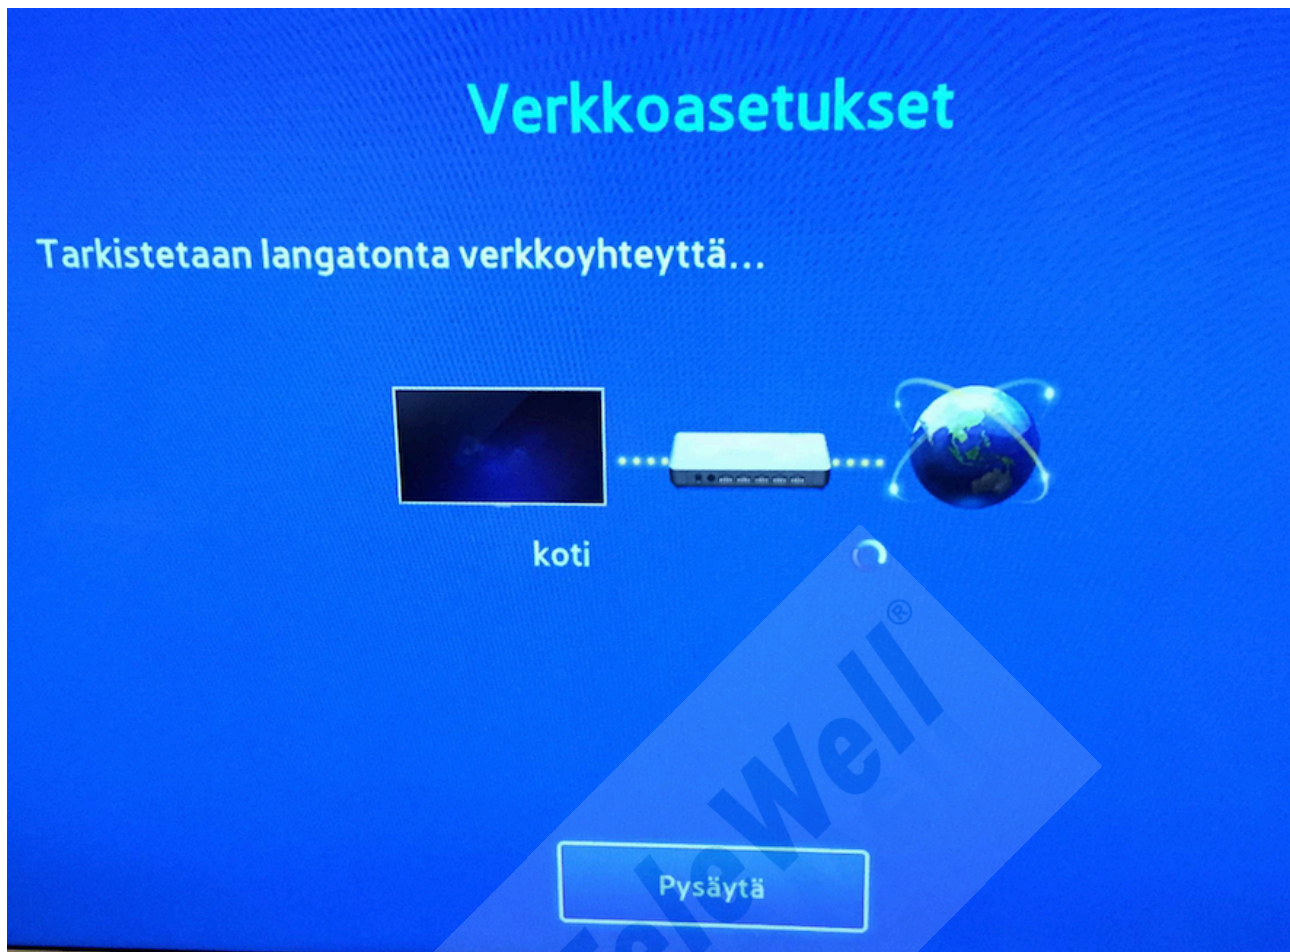 Verkkoasetukset
Tarkistetaan langatonta verkkoyhteyttä...
koti
TeleWell®
Pysäytä